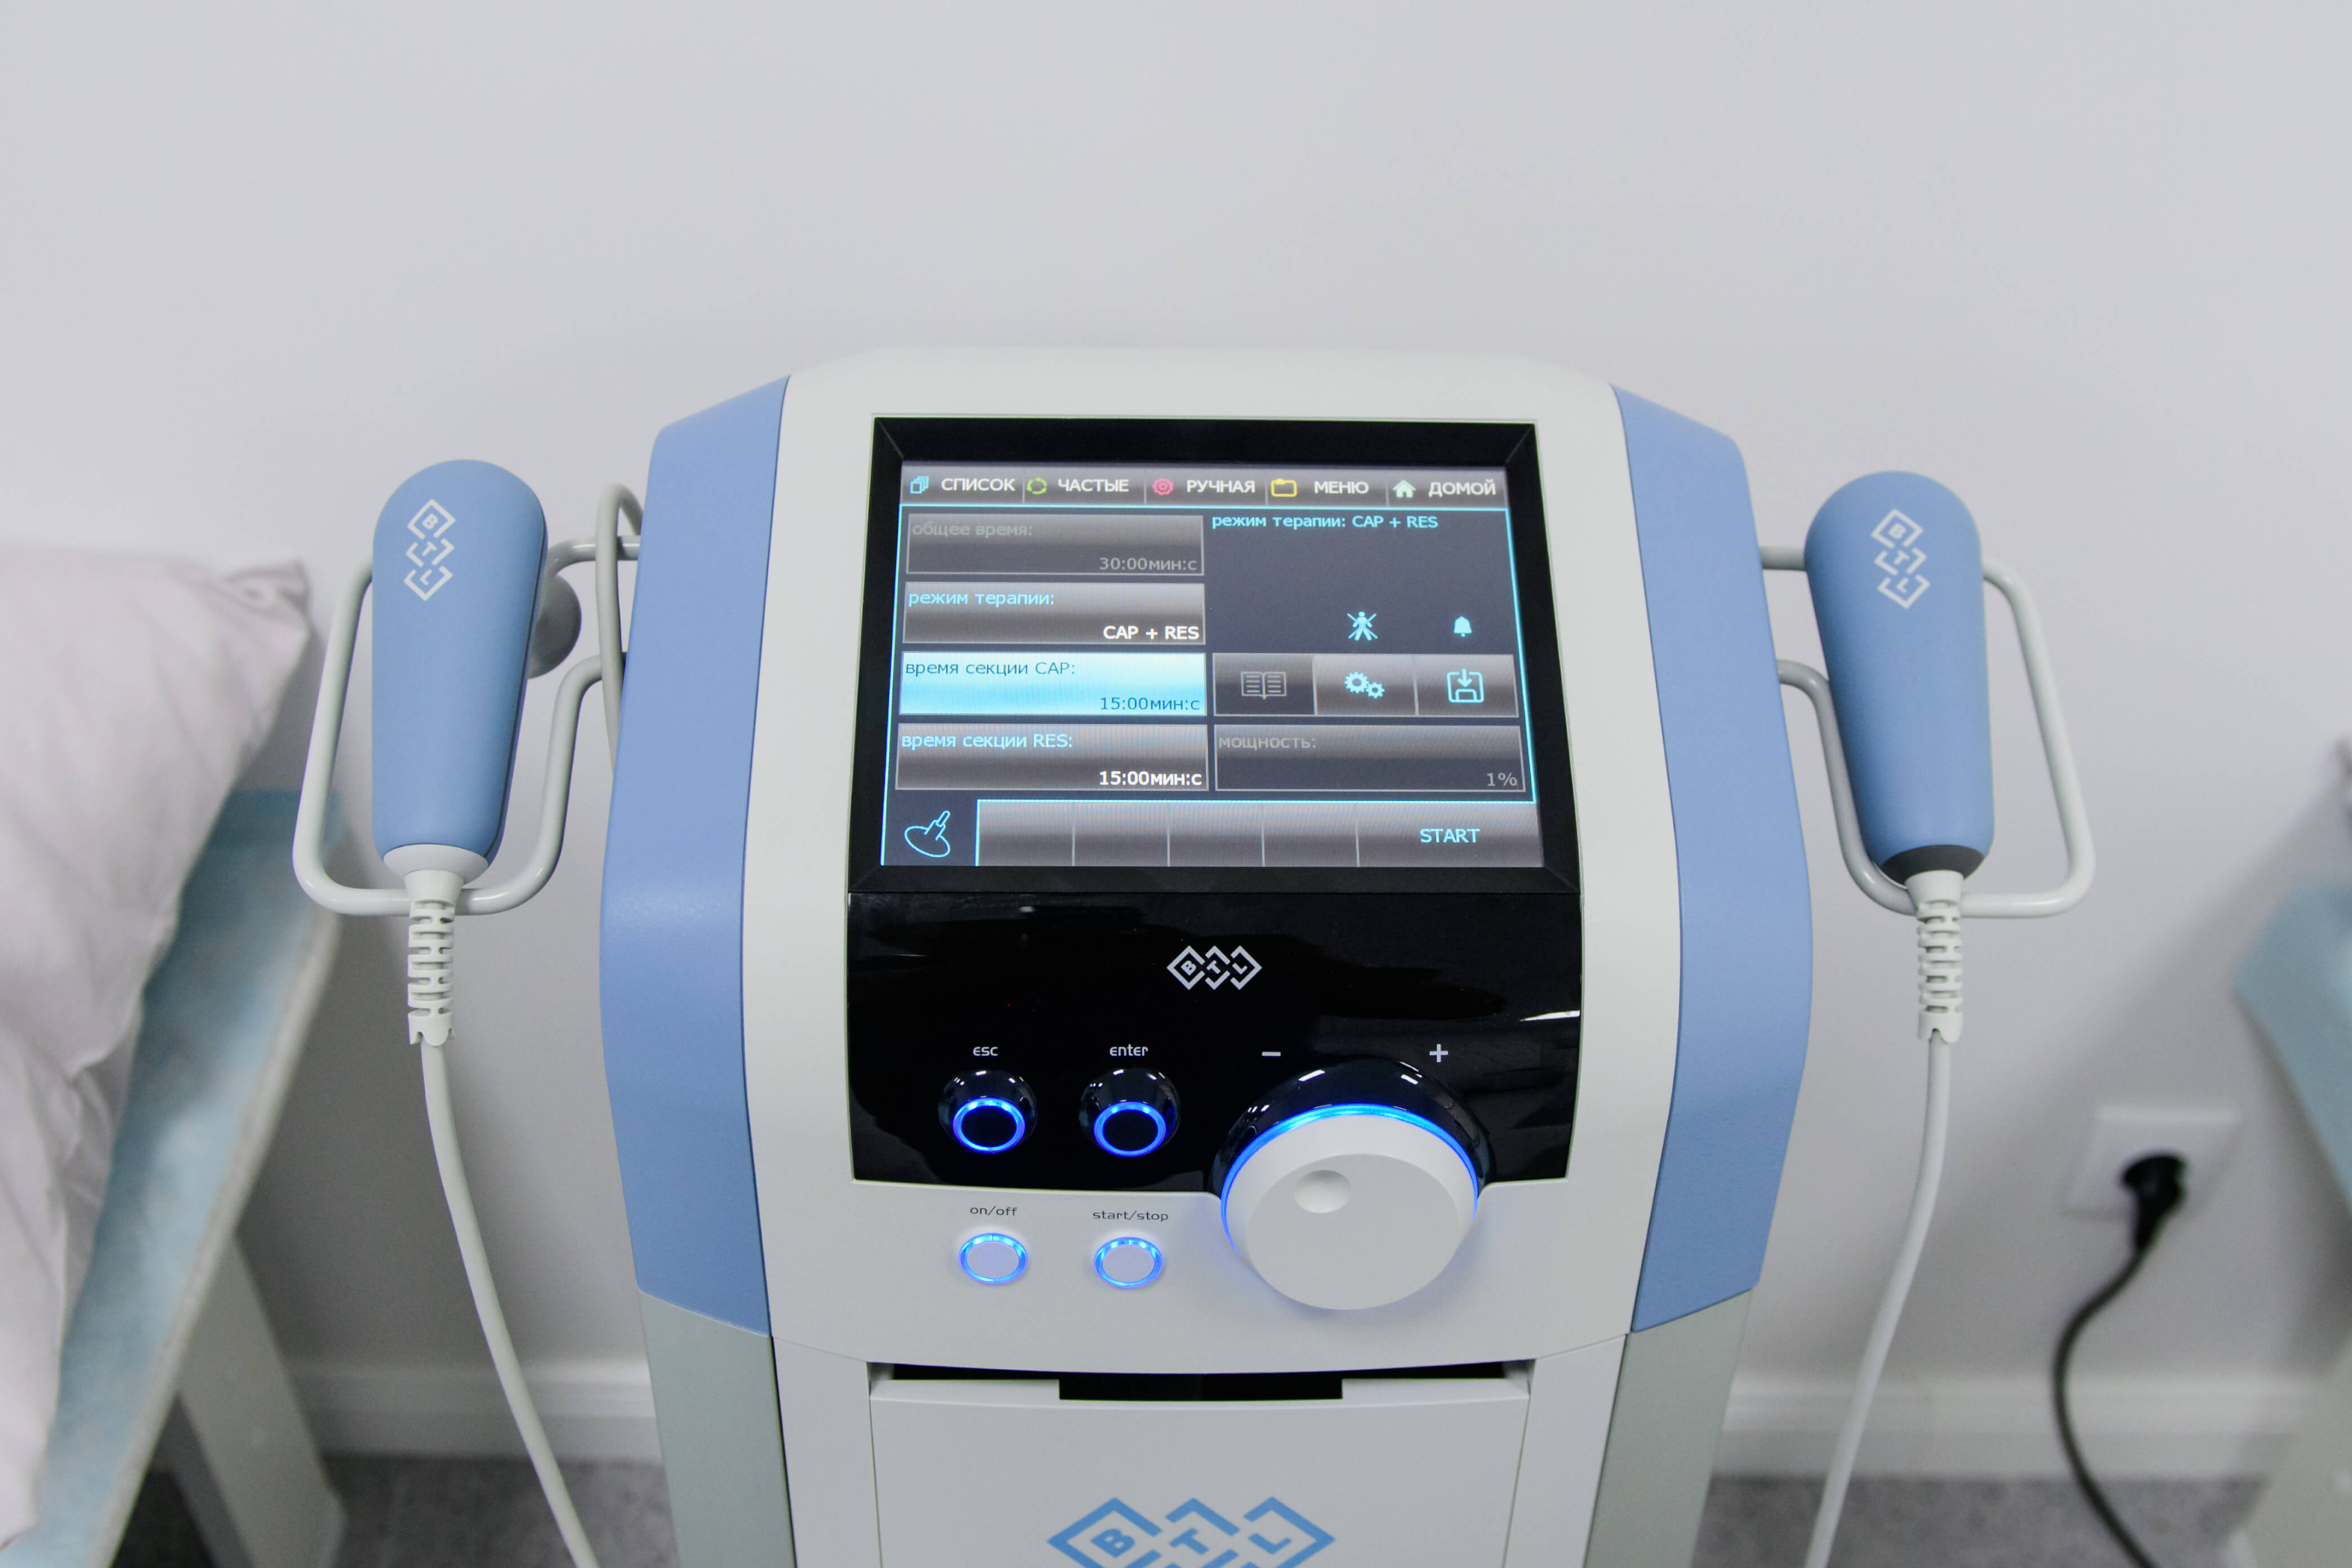 СПИСОК ЧАСТЫЕ РУЧНАЯ МЕНЮ ДОМОЙ
общее время:
30:00мин:с
режим терапии: CAP + RES
режим терапии:
CAP + RES
время секции CAP:
15:00мин:с
время секции RES:
15:00мин:с
мощность:
1%
START
BTL
BTL
BTL
esc enter − +
on/off start/stop
BTL